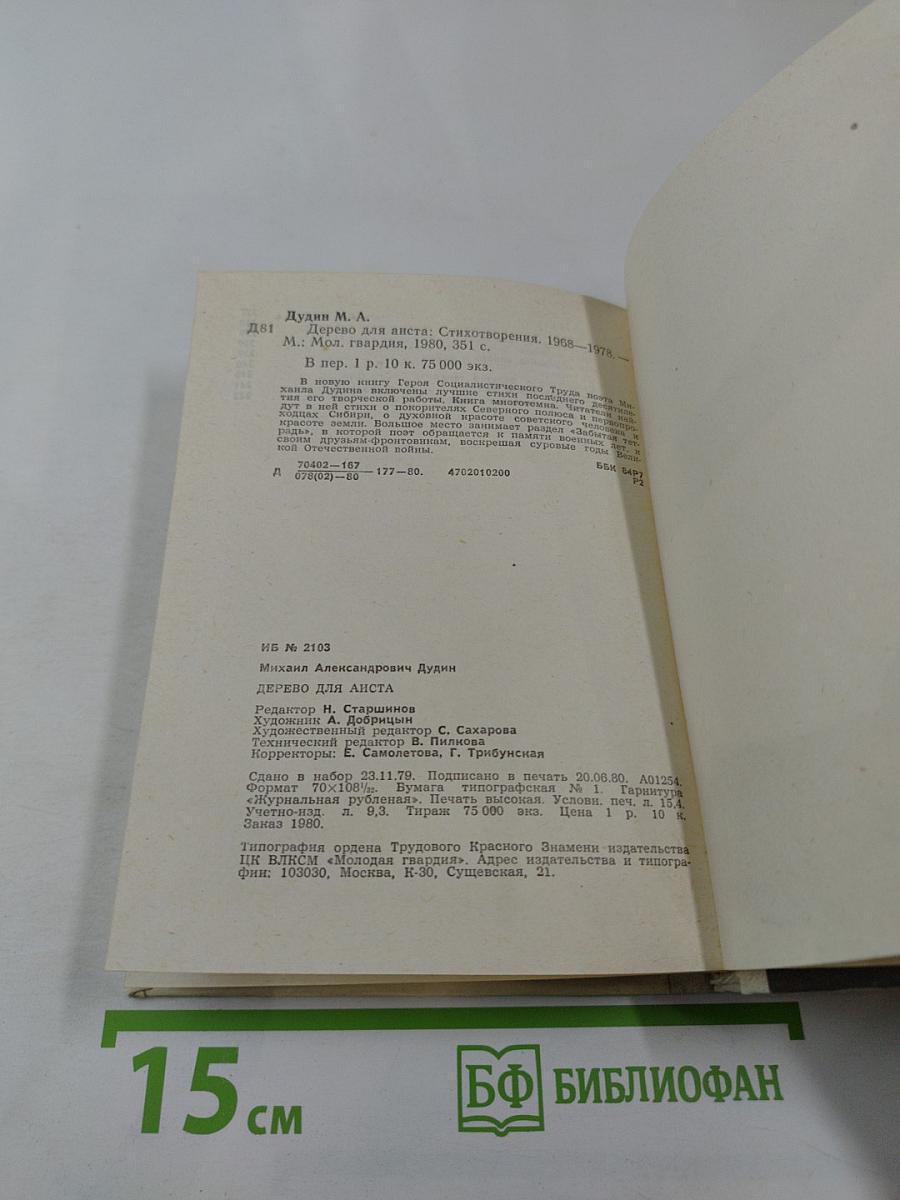 Дудин М. А.
Д81 Дерево для аиста: Стихотворения. 1968—1978. —
М.: Мол. гвардия, 1980, 351 с.
В пер. 1 р. 10 к. 75 000 экз.
В новую книгу Героя Социалистического Труда поэта Ми-
хаила Дудина включены лучшие стихи последнего десятиле-
тия его творческой работы. Книга многотемна. Читатели най-
дут в ней стихи о покорителях Северного полюса и первопро-
ходцах Сибири, о духовной красоте советского человека и
красоте земли. Большое место занимает раздел «Забытая тет-
радь», в которой поэт обращается к памяти военных лет, к
своим друзьям-фронтовикам, воскрешая суровые годы Вели-
кой Отечественной войны.
Д 70402—167
078(02)—80 —177—80. 4702010200
ББК 84Р7
Р2
ИБ № 2103
Михаил Александрович Дудин
ДЕРЕВО ДЛЯ АИСТА
Редактор Н. Старшинов
Художник А. Добрицын
Художественный редактор С. Сахарова
Технический редактор В. Пилкова
Корректоры: Е. Самолетова, Г. Трибунская
Сдано в набор 23.11.79. Подписано в печать 20.06.80. А01254.
Формат 70×108¹/₃₂. Бумага типографская № 1. Гарнитура
«Журнальная рубленая». Печать высокая. Условн. печ. л. 15,4.
Учетно-изд. л. 9,3. Тираж 75 000 экз. Цена 1 р. 10 к.
Заказ 1980.
Типография ордена Трудового Красного Знамени издательства
ЦК ВЛКСМ «Молодая гвардия». Адрес издательства и типогра-
фии: 103030, Москва, К-30, Сущевская, 21.
15 см
БФ БИБЛИОФАН